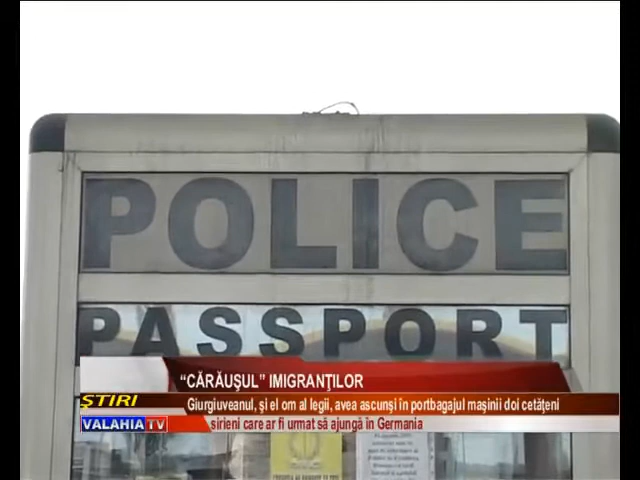 POLICE
PASSPORT
"CĂRĂUŞUL" IMIGRANŢILOR
ŞTIRI
Giurgiuveanul, şi el om al legii, avea ascunşi în portbagajul maşinii doi cetăţeni
VALAHIA TV
sirieni care ar fi urmat să ajungă în Germania